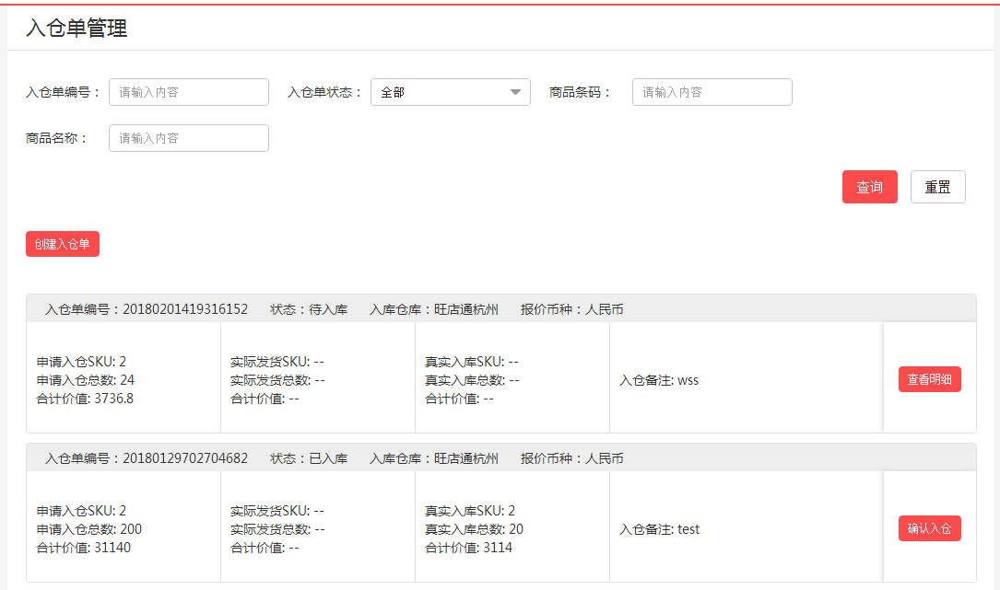 入仓单管理
入仓单编号： 请输入内容 入仓单状态： 全部 商品条码： 请输入内容
商品名称： 请输入内容
查询 重置
创建入仓单
入仓单编号：20180201419316152 状态：待入库 入库仓库：旺店通杭州 报价币种：人民币
申请入仓SKU: 2 实际发货SKU: -- 真实入库SKU: --
申请入仓总数: 24 实际发货总数: -- 真实入库总数: -- 入仓备注: wss 查看明细
合计价值: 3736.8 合计价值: -- 合计价值: --
入仓单编号：20180129702704682 状态：已入库 入库仓库：旺店通杭州 报价币种：人民币
申请入仓SKU: 2 实际发货SKU: -- 真实入库SKU: 2
申请入仓总数: 200 实际发货总数: -- 真实入库总数: 20 入仓备注: test 确认入仓
合计价值: 31140 合计价值: -- 合计价值: 3114